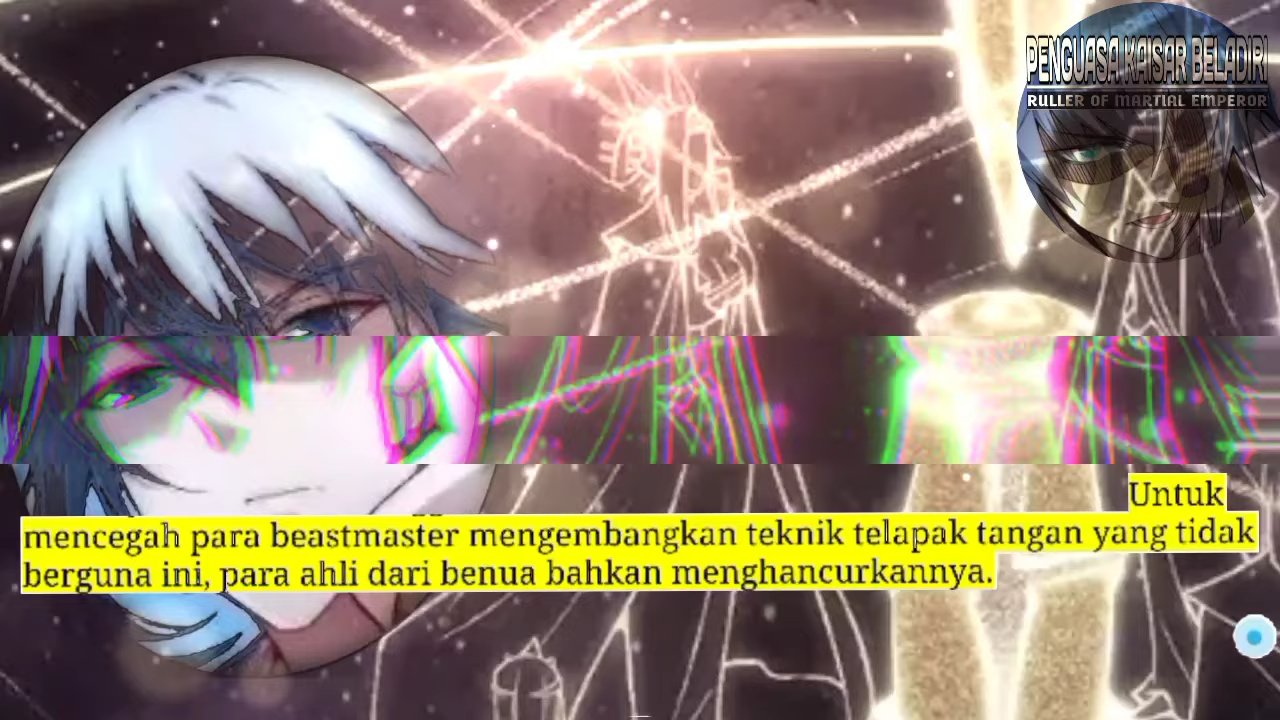 PENGUASA KAISAR BELADIRI
RULLER OF MARTIAL EMPEROR
Untuk
mencegah para beastmaster mengembangkan teknik telapak tangan yang tidak
berguna ini, para ahli dari benua bahkan menghancurkannya.